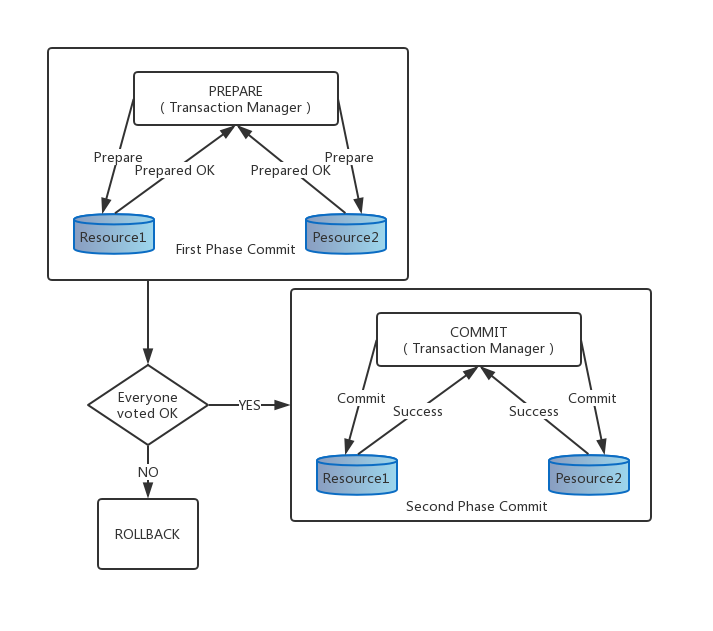 PREPARE
( Transaction Manager )
Prepare
Prepare
Prepared OK
Prepared OK
Resource1
Pesource2
First Phase Commit
COMMIT
( Transaction Manager )
Everyone
voted OK
YES
Commit
Commit
Success
Success
NO
Resource1
Pesource2
Second Phase Commit
ROLLBACK